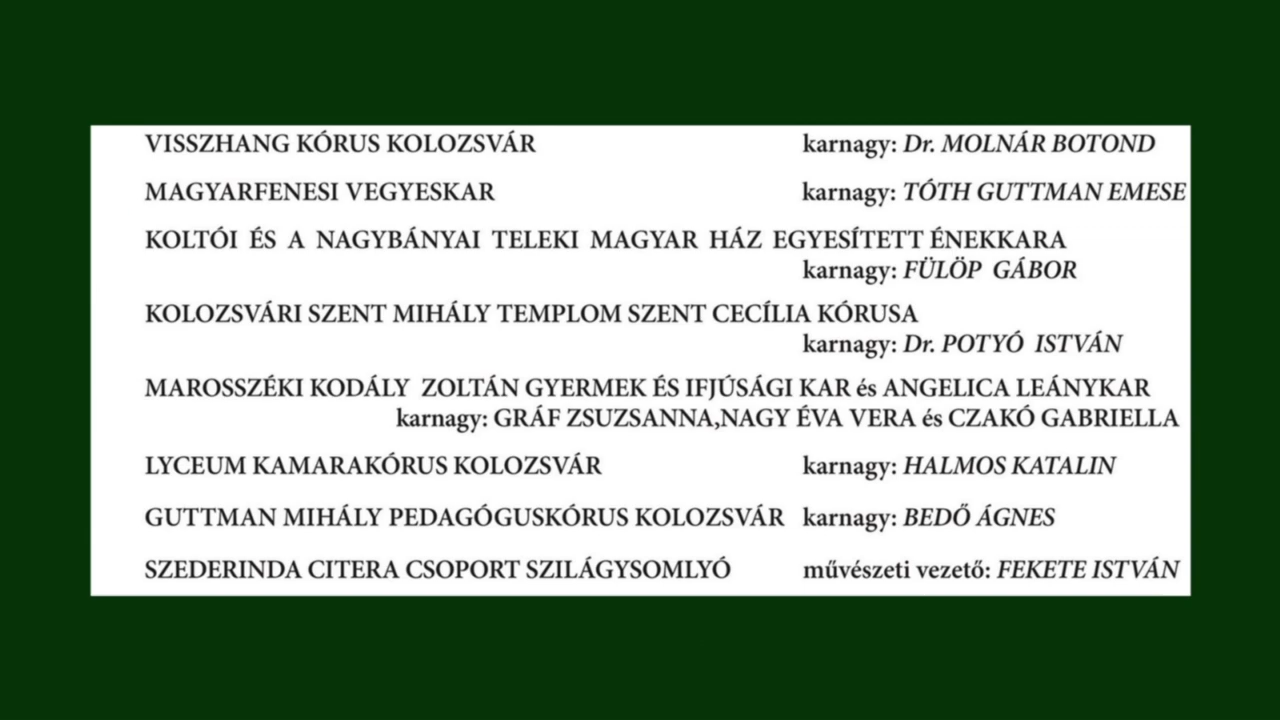 VISSZHANG KÓRUS KOLOZSVÁR karnagy: Dr. MOLNÁR BOTOND
MAGYARFENESI VEGYESKAR karnagy: TÓTH GUTTMAN EMESE
KOLTÓI ÉS A NAGYBÁNYAI TELEKI MAGYAR HÁZ EGYESÍTETT ÉNEKKARA
karnagy: FÜLÖP GÁBOR
KOLOZSVÁRI SZENT MIHÁLY TEMPLOM SZENT CECÍLIA KÓRUSA
karnagy: Dr. POTYÓ ISTVÁN
MAROSSZÉKI KODÁLY ZOLTÁN GYERMEK ÉS IFJÚSÁGI KAR és ANGELICA LEÁNYKAR
karnagy: GRÁF ZSUZSANNA,NAGY ÉVA VERA és CZAKÓ GABRIELLA
LYCEUM KAMARAKÓRUS KOLOZSVÁR karnagy: HALMOS KATALIN
GUTTMAN MIHÁLY PEDAGÓGUSKÓRUS KOLOZSVÁR karnagy: BEDŐ ÁGNES
SZEDERINDA CITERA CSOPORT SZILÁGYSOMLYÓ művészeti vezető: FEKETE ISTVÁN